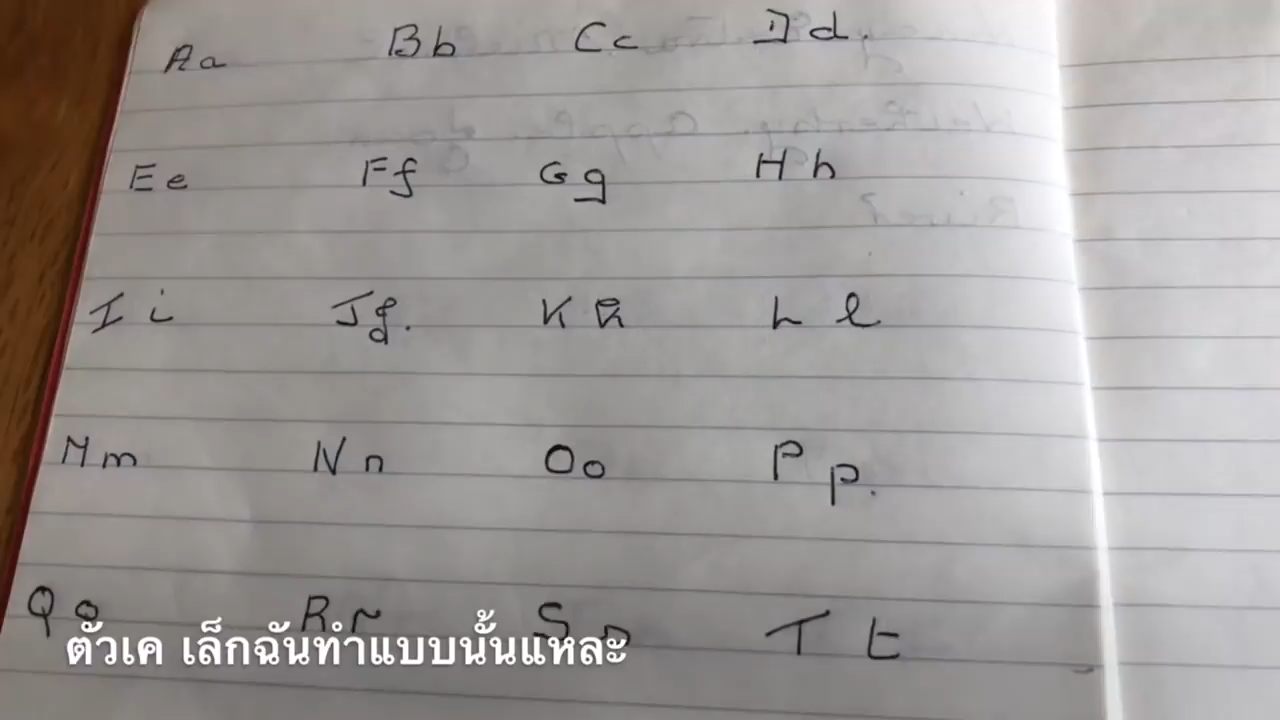 Aa Bb Cc Dd.
Ee Ff Gg Hh
Ii Jj. Kk Ll
Mm Nn Oo Pp.
Qq Rr Ss Tt
ตัวเค เล็กฉันทำแบบนั้นแหละ